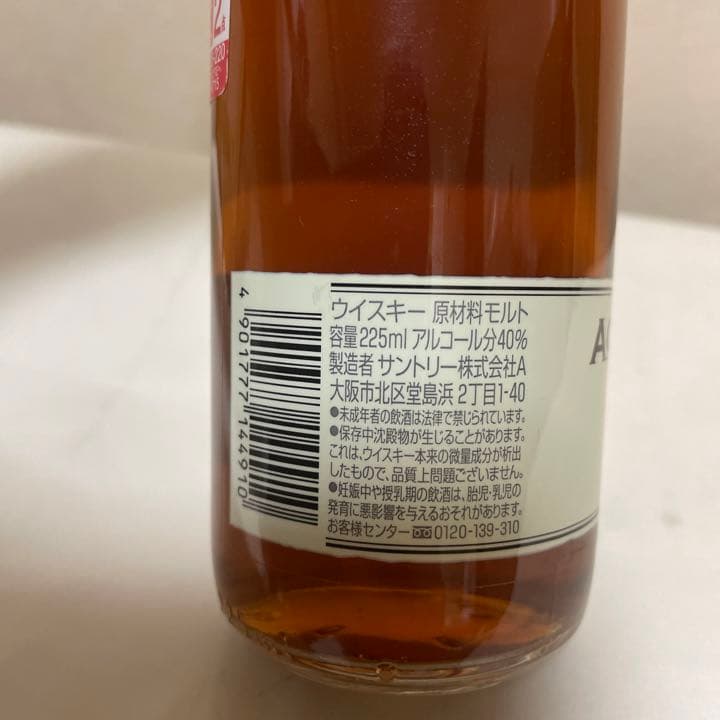 ウイスキー 原材料モルト
容量225ml アルコール分40%
製造者 サントリー株式会社A
大阪市北区堂島浜2丁目1-40
●未成年者の飲酒は法律で禁じられています。
●保存中沈殿物が生じることがあります。
これは、ウイスキー本来の微量成分が析出
したもので、品質上問題ございません。
●妊娠中や授乳期の飲酒は、胎児・乳児の
発育に悪影響を与えるおそれがあります。
お客様センター 0120-139-310
4 901777 144910